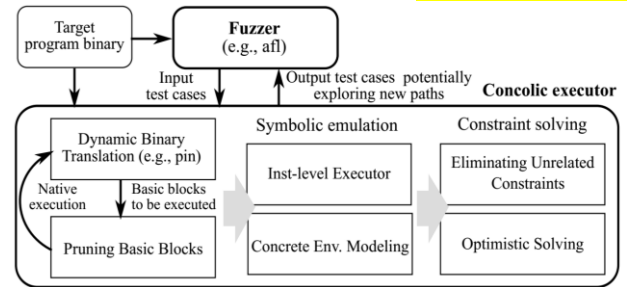 Target
program binary
Fuzzer
(e.g., afl)
Input
test cases
Output test cases potentially
exploring new paths
Concolic executor
Dynamic Binary
Translation (e.g., pin)
Native
execution
Basic blocks
to be executed
Pruning Basic Blocks
Symbolic emulation
Inst-level Executor
Concrete Env. Modeling
Constraint solving
Eliminating Unrelated
Constraints
Optimistic Solving